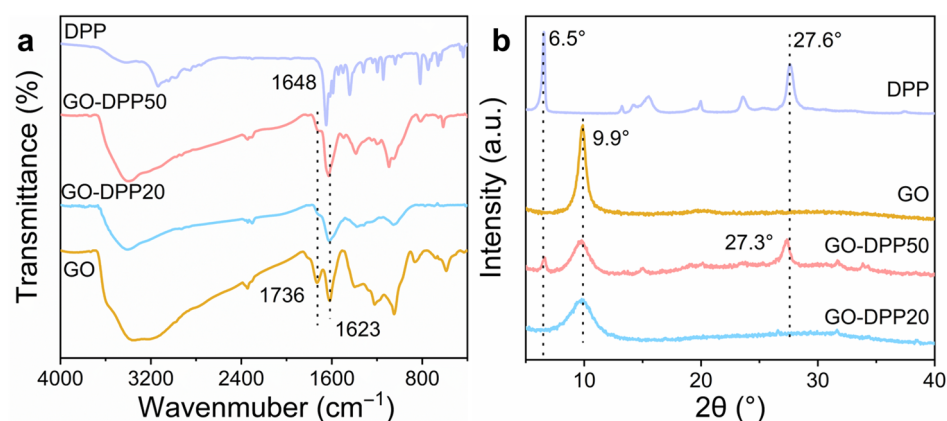 a
DPP
1648
GO-DPP50
GO-DPP20
GO
1736
1623
Transmittance (%)
4000 3200 2400 1600 800
Wavenmuber (cm⁻¹)
b
6.5°
27.6°
DPP
9.9°
GO
27.3°
GO-DPP50
GO-DPP20
Intensity (a.u.)
10 20 30 40
2θ (°)